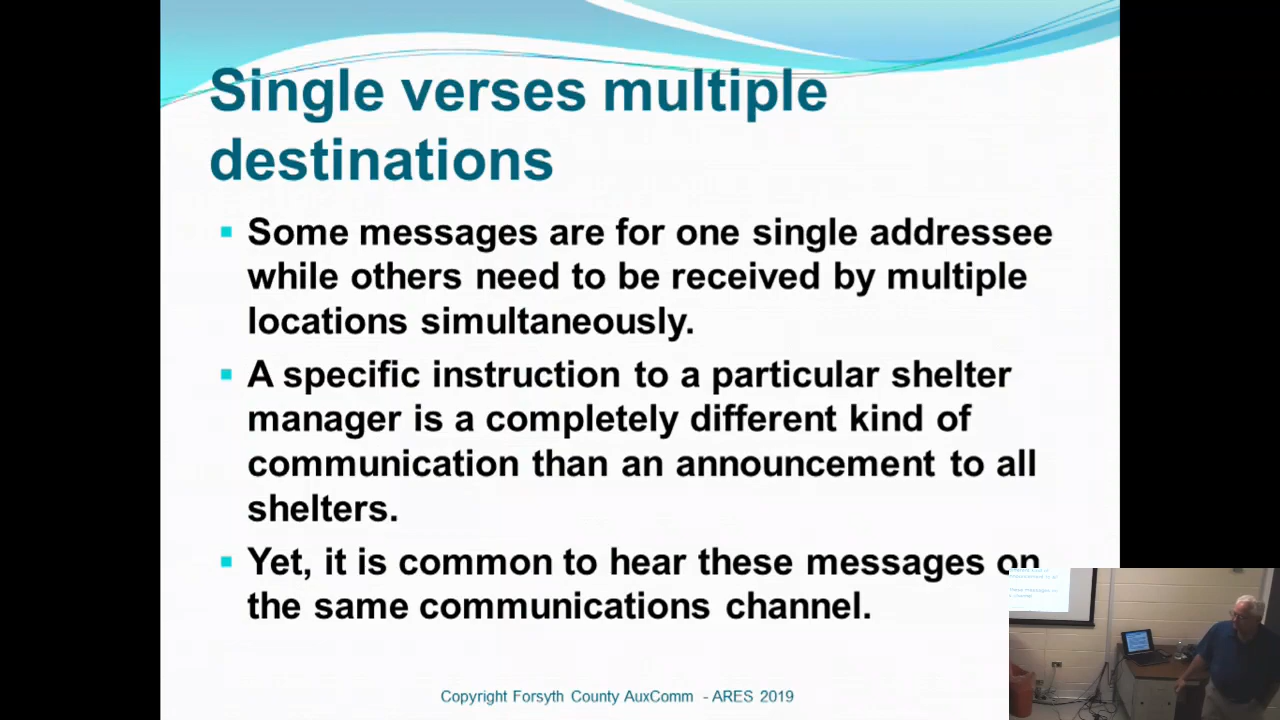 Single verses multiple
destinations
Some messages are for one single addressee
while others need to be received by multiple
locations simultaneously.
A specific instruction to a particular shelter
manager is a completely different kind of
communication than an announcement to all
shelters.
Yet, it is common to hear these messages on
the same communications channel.
Copyright Forsyth County AuxComm - ARES 2019